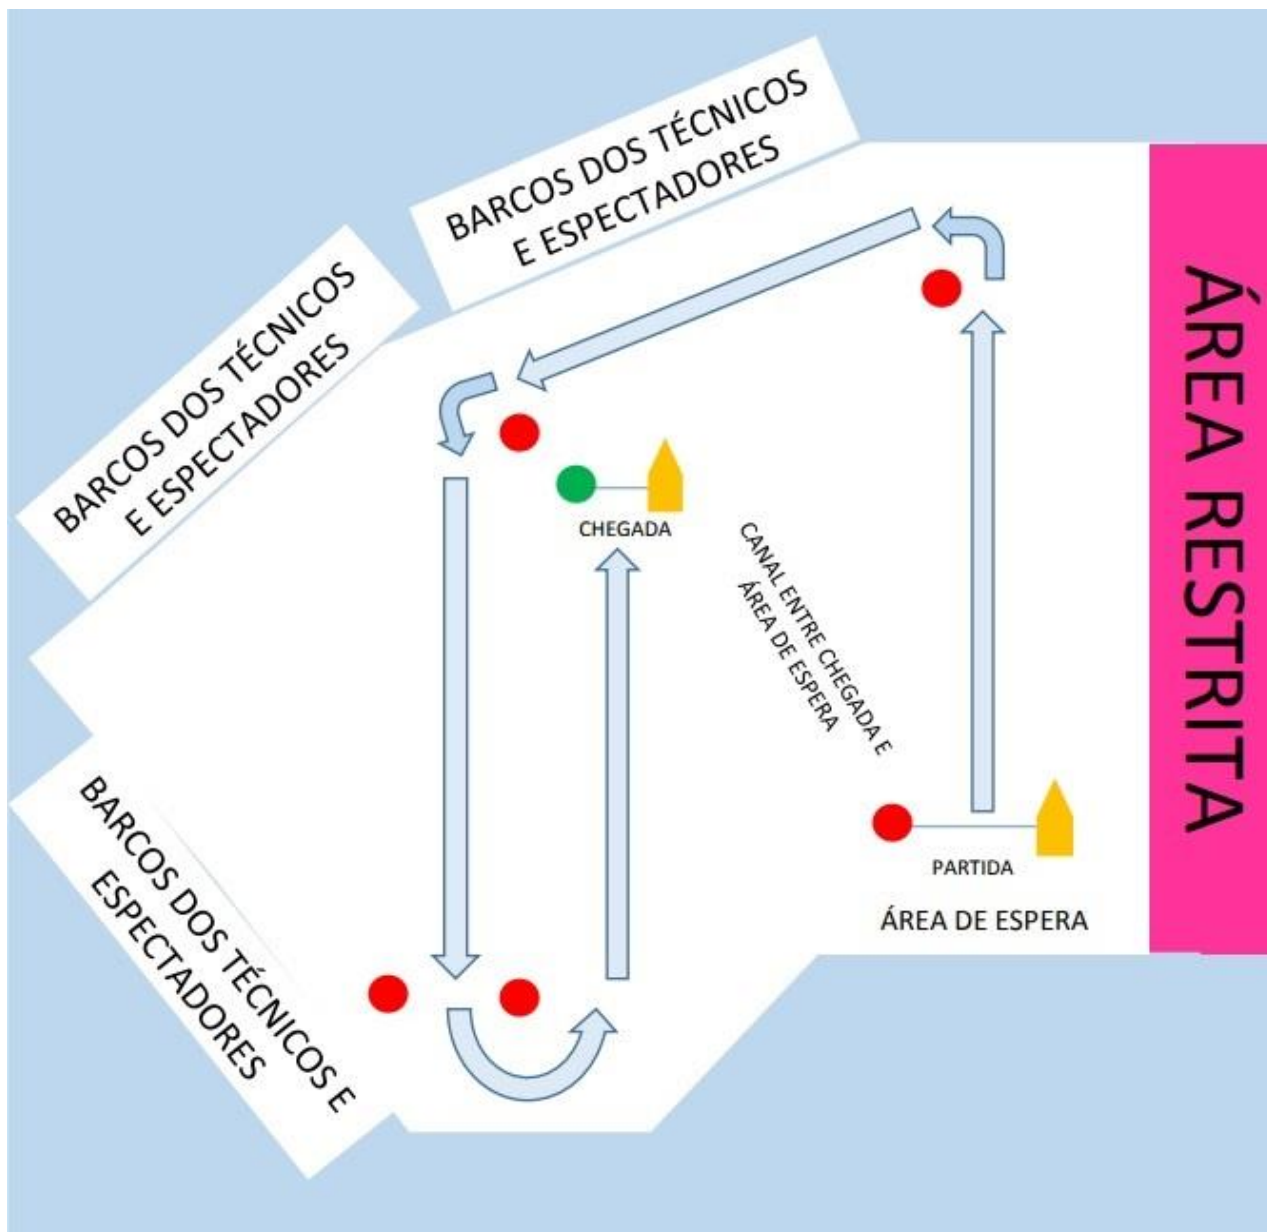 BARCOS DOS TÉCNICOS
E ESPECTADORES
BARCOS DOS TÉCNICOS
E ESPECTADORES
ÁREA RESTRITA
CHEGADA
CANAL ENTRE CHEGADA E
ÁREA DE ESPERA
PARTIDA
ÁREA DE ESPERA
BARCOS DOS TÉCNICOS E
ESPECTADORES